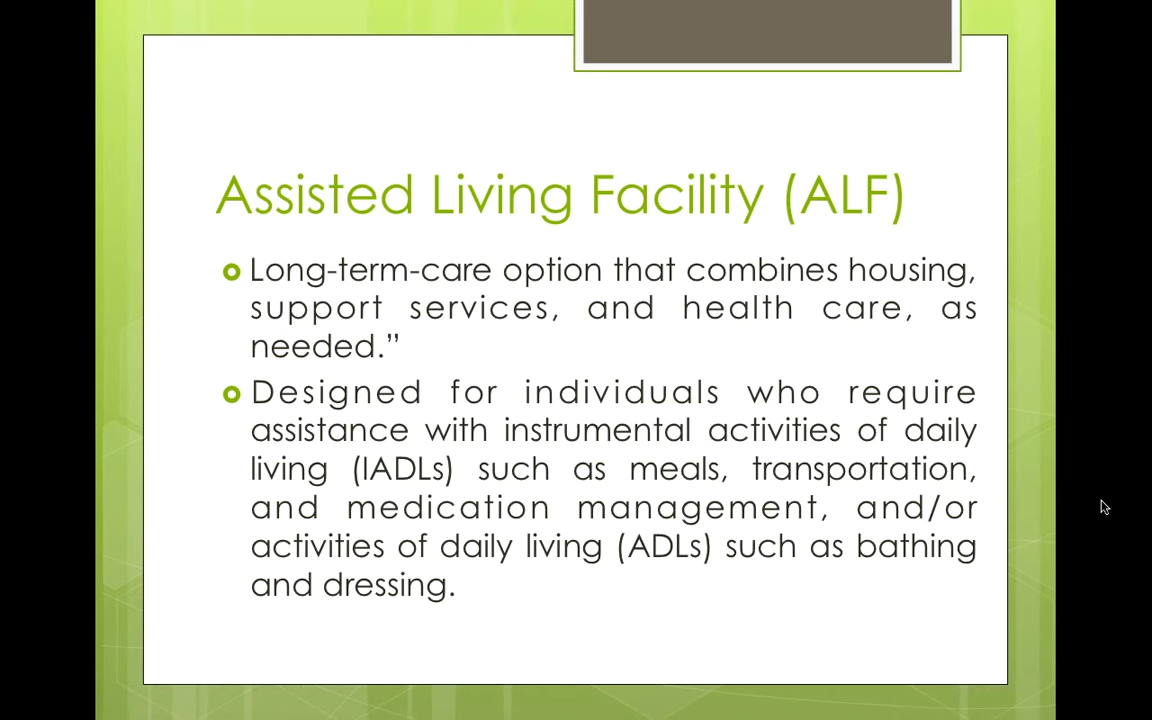 Assisted Living Facility (ALF)
Long-term-care option that combines housing,
support services, and health care, as
needed.”
Designed for individuals who require
assistance with instrumental activities of daily
living (IADLs) such as meals, transportation,
and medication management, and/or
activities of daily living (ADLs) such as bathing
and dressing.